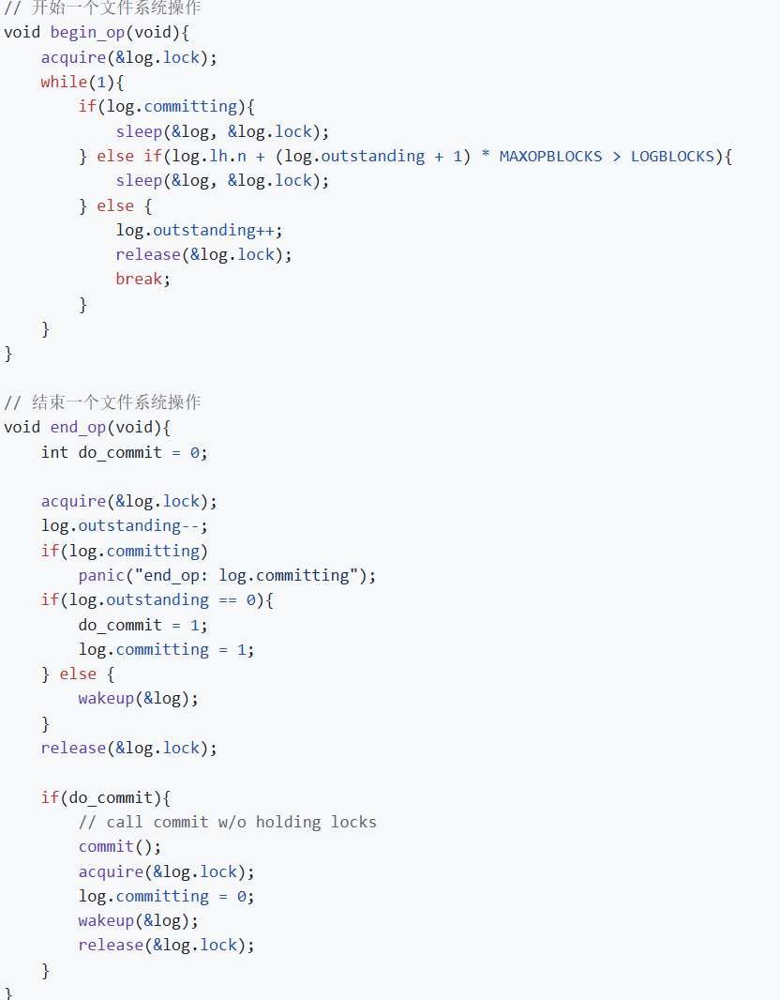 // 开始一个文件系统操作
void begin_op(void){
    acquire(&log.lock);
    while(1){
        if(log.committing){
            sleep(&log, &log.lock);
        } else if(log.lh.n + (log.outstanding + 1) * MAXOPBLOCKS > LOGBLOCKS){
            sleep(&log, &log.lock);
        } else {
            log.outstanding++;
            release(&log.lock);
            break;
        }
    }
}

// 结束一个文件系统操作
void end_op(void){
    int do_commit = 0;

    acquire(&log.lock);
    log.outstanding--;
    if(log.committing)
        panic("end_op: log.committing");
    if(log.outstanding == 0){
        do_commit = 1;
        log.committing = 1;
    } else {
        wakeup(&log);
    }
    release(&log.lock);

    if(do_commit){
        // call commit w/o holding locks
        commit();
        acquire(&log.lock);
        log.committing = 0;
        wakeup(&log);
        release(&log.lock);
    }
}